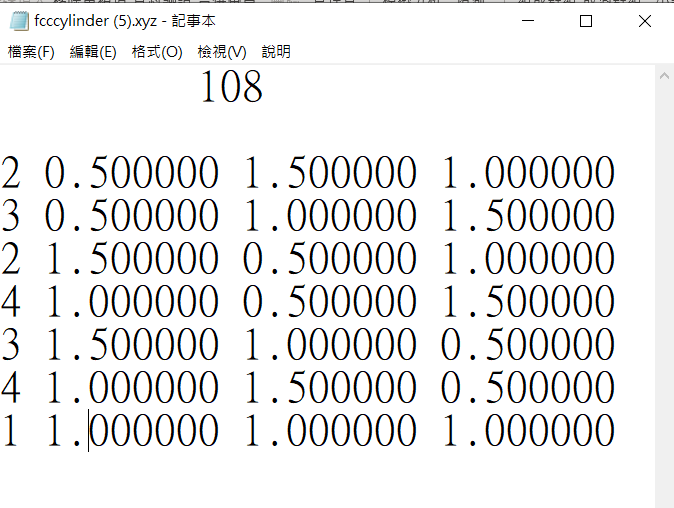 fcccylinder (5).xyz - 記事本
檔案(F) 編輯(E) 格式(O) 檢視(V) 說明
108
2 0.500000 1.500000 1.000000
3 0.500000 1.000000 1.500000
2 1.500000 0.500000 1.000000
4 1.000000 0.500000 1.500000
3 1.500000 1.000000 0.500000
4 1.000000 1.500000 0.500000
1 1.000000 1.000000 1.000000